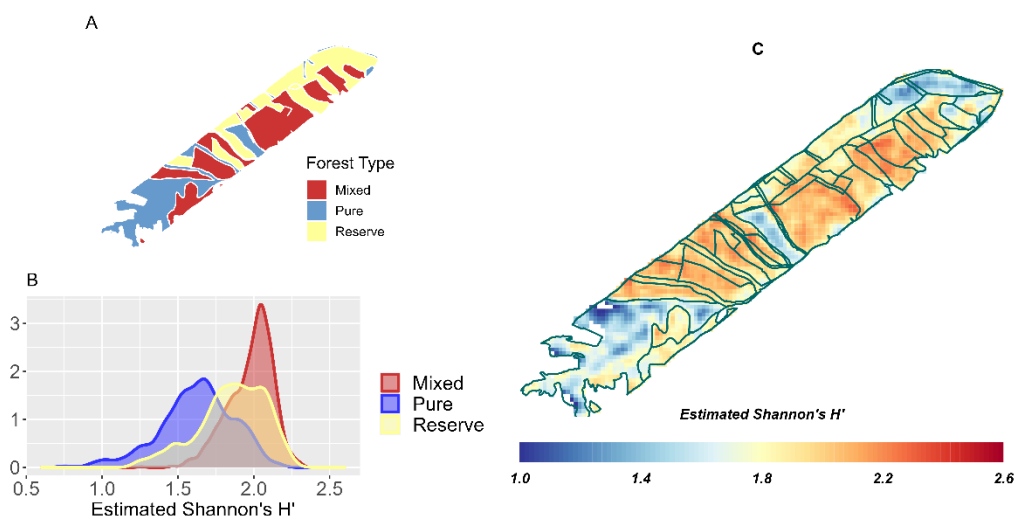 A
Forest Type
Mixed
Pure
Reserve
B
3
2
1
0
0.5 1.0 1.5 2.0 2.5
Estimated Shannon's H'
Mixed
Pure
Reserve
C
Estimated Shannon's H'
1.0 1.4 1.8 2.2 2.6